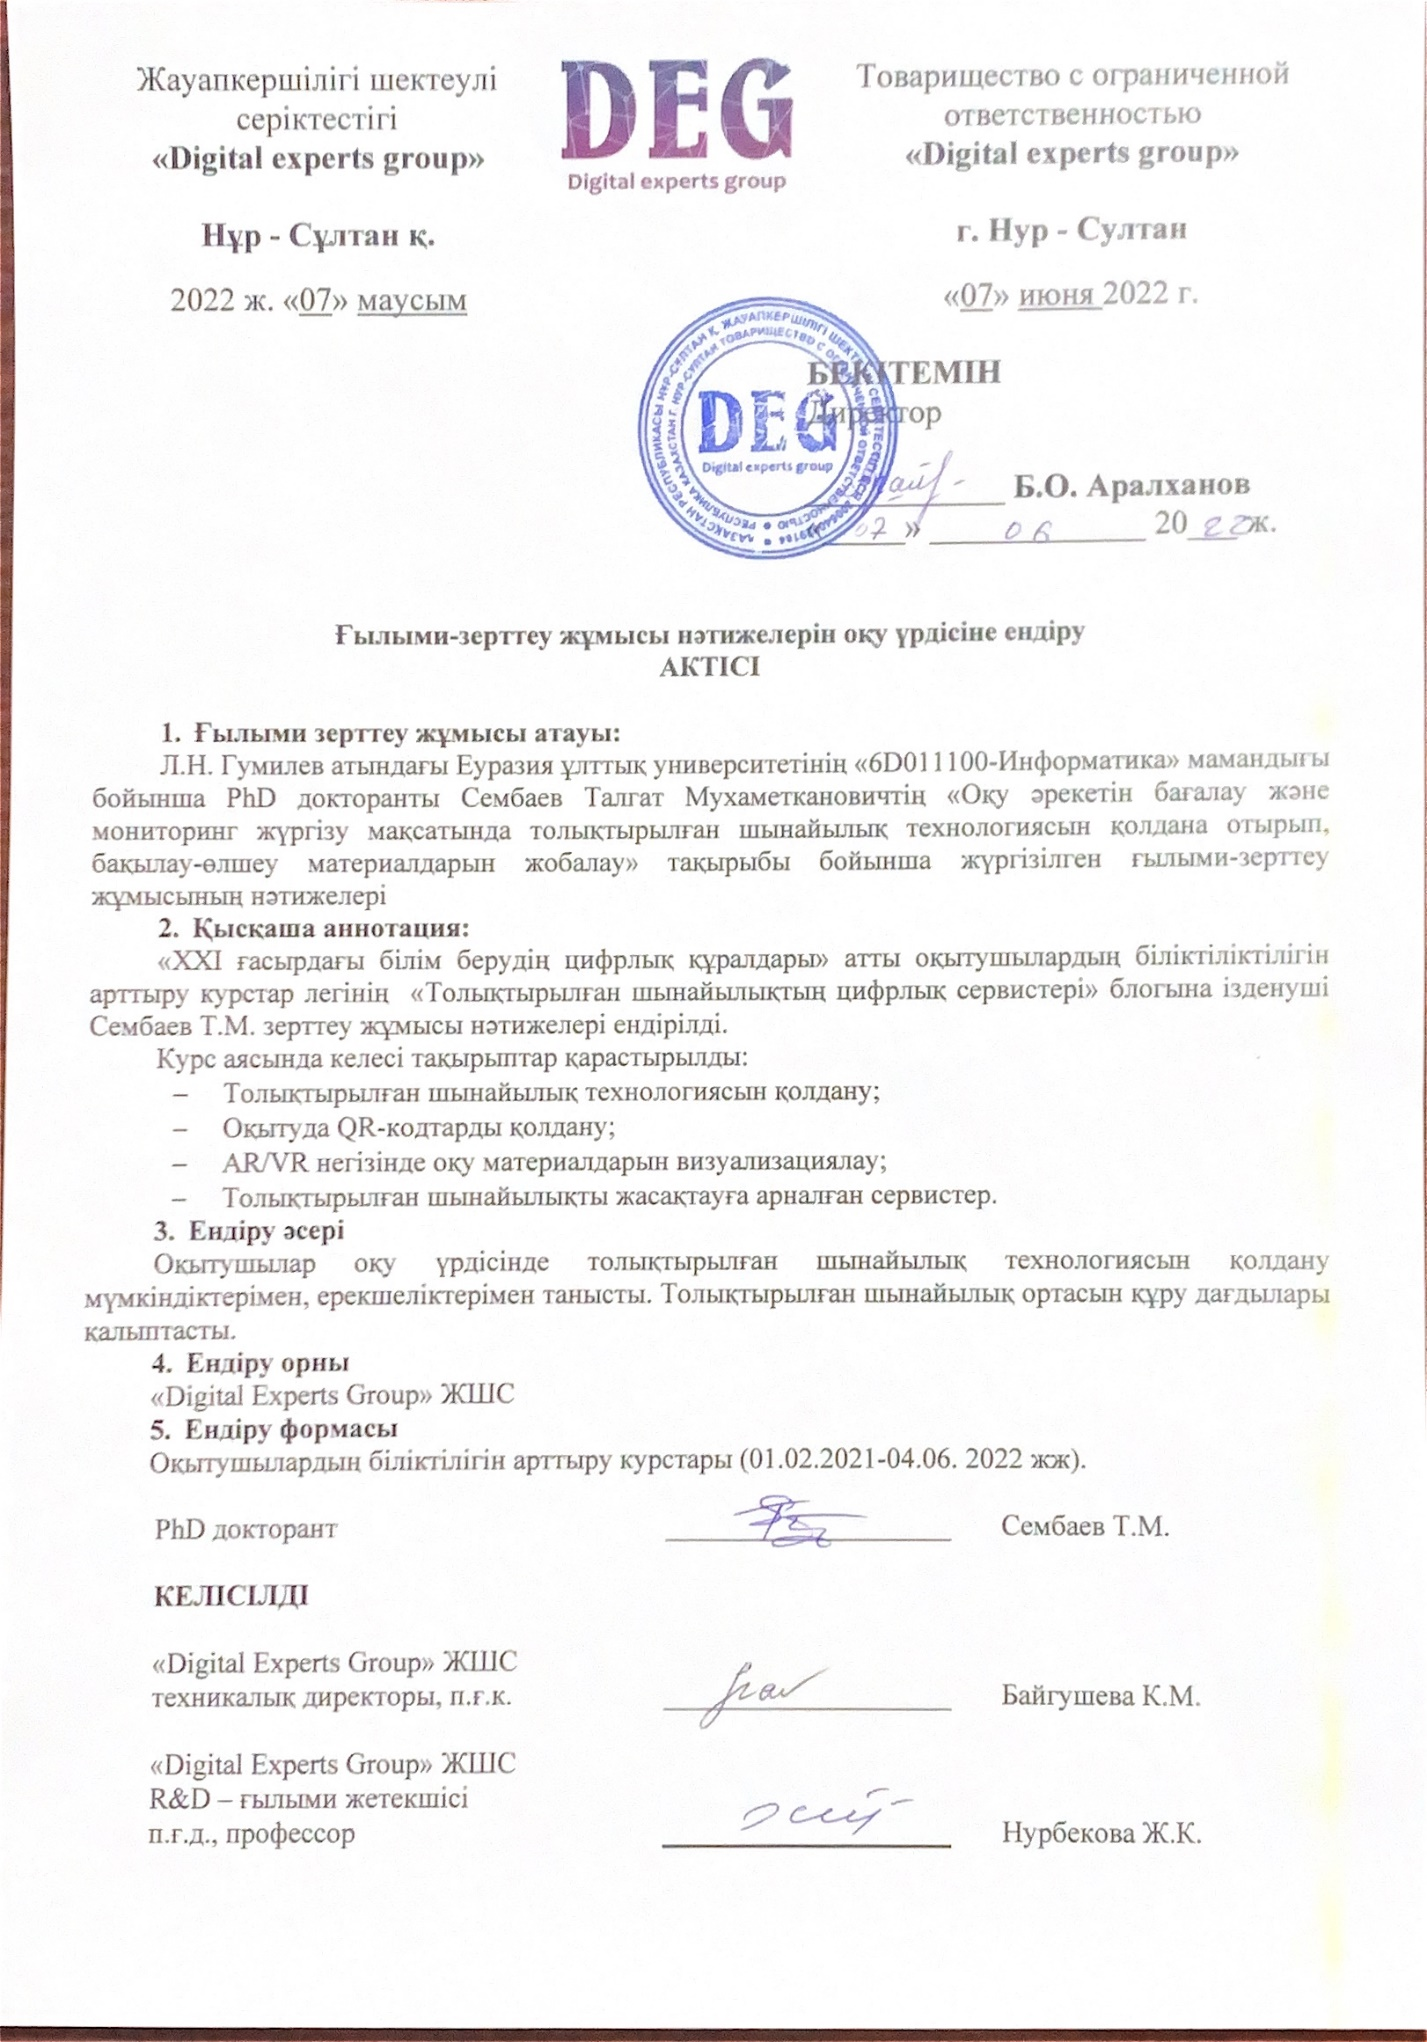 Жауапкершілігі шектеулі
серіктестігі
«Digital experts group»
Нұр - Сұлтан қ.
2022 ж. «07» маусым
DEG
Digital experts group
Товарищество с ограниченной
ответственностью
«Digital experts group»
г. Нур - Султан
«07» июня 2022 г.
БЕКІТЕМІН
Директор
Б.О. Аралханов
«07» 06 2022 ж.
DEG
Digital experts group
Ғылыми-зерттеу жұмысы нәтижелерін оқу үрдісіне ендіру
АКТІСІ
1. Ғылыми зерттеу жұмысы атауы:
Л.Н. Гумилев атындағы Еуразия ұлттық университетінің «6D011100-Информатика» мамандығы
бойынша PhD докторанты Сембаев Талгат Мухаметкановичтің «Оқу әрекетін бағалау және
мониторинг жүргізу мақсатында толықтырылған шынайылық технологиясын қолдана отырып,
бақылау-өлшеу материалдарын жобалау» тақырыбы бойынша жүргізілген ғылыми-зерттеу
жұмысының нәтижелері
2. Қысқаша аннотация:
«XXI ғасырдағы білім берудің цифрлық құралдары» атты оқытушылардың біліктіліктілігін
арттыру курстар легінің «Толықтырылған шынайылықтың цифрлық сервистері» блогына ізденуші
Сембаев Т.М. зерттеу жұмысы нәтижелері ендірілді.
Курс аясында келесі тақырыптар қарастырылды:
– Толықтырылған шынайылық технологиясын қолдану;
– Оқытуда QR-кодтарды қолдану;
– AR/VR негізінде оқу материалдарын визуализациялау;
– Толықтырылған шынайылықты жасақтауға арналған сервистер.
3. Ендіру әсері
Оқытушылар оқу үрдісінде толықтырылған шынайылық технологиясын қолдану
мүмкіндіктерімен, ерекшеліктерімен танысты. Толықтырылған шынайылық ортасын құру дағдылары
қалыптасты.
4. Ендіру орны
«Digital Experts Group» ЖШС
5. Ендіру формасы
Оқытушылардың біліктілігін арттыру курстары (01.02.2021-04.06. 2022 жж).
PhD докторант Сембаев Т.М.
КЕЛІСІЛДІ
«Digital Experts Group» ЖШС
техникалық директоры, п.ғ.к. Байгушева К.М.
«Digital Experts Group» ЖШС
R&D – ғылыми жетекшісі
п.ғ.д., профессор Нурбекова Ж.К.